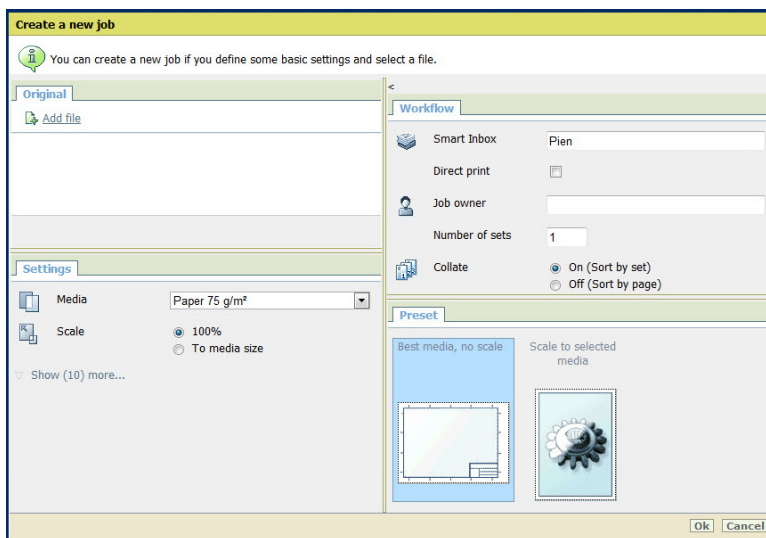 Create a new job
You can create a new job if you define some basic settings and select a file.
Original
Add file
Settings
Media
Paper 75 g/m²
Scale
100%
To media size
Show (10) more...
<
Workflow
Smart Inbox
Pien
Direct print
Job owner
Number of sets
1
Collate
On (Sort by set)
Off (Sort by page)
Preset
Best media, no scale
Scale to selected
media
Ok
Cancel